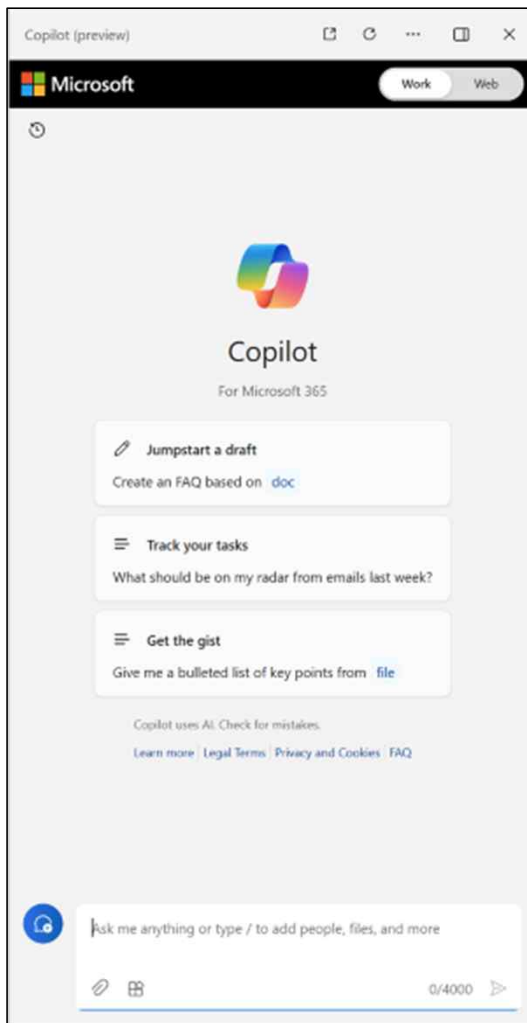 Copilot (preview)
Microsoft
Work Web
Copilot
For Microsoft 365
Jumpstart a draft
Create an FAQ based on doc
Track your tasks
What should be on my radar from emails last week?
Get the gist
Give me a bulleted list of key points from file
Copilot uses AI. Check for mistakes.
Learn more | Legal Terms | Privacy and Cookies | FAQ
Ask me anything or type / to add people, files, and more
0/4000